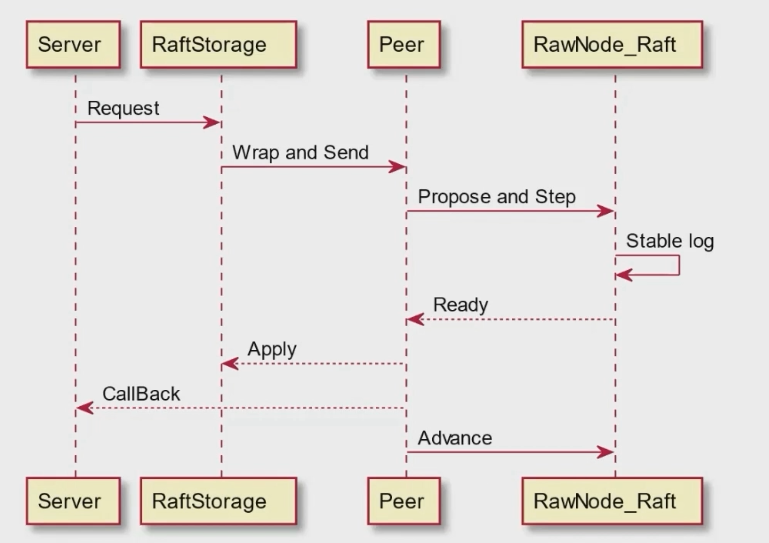 Server RaftStorage Peer RawNode_Raft
Request
Wrap and Send
Propose and Step
Stable log
Ready
Apply
CallBack
Advance
Server RaftStorage Peer RawNode_Raft